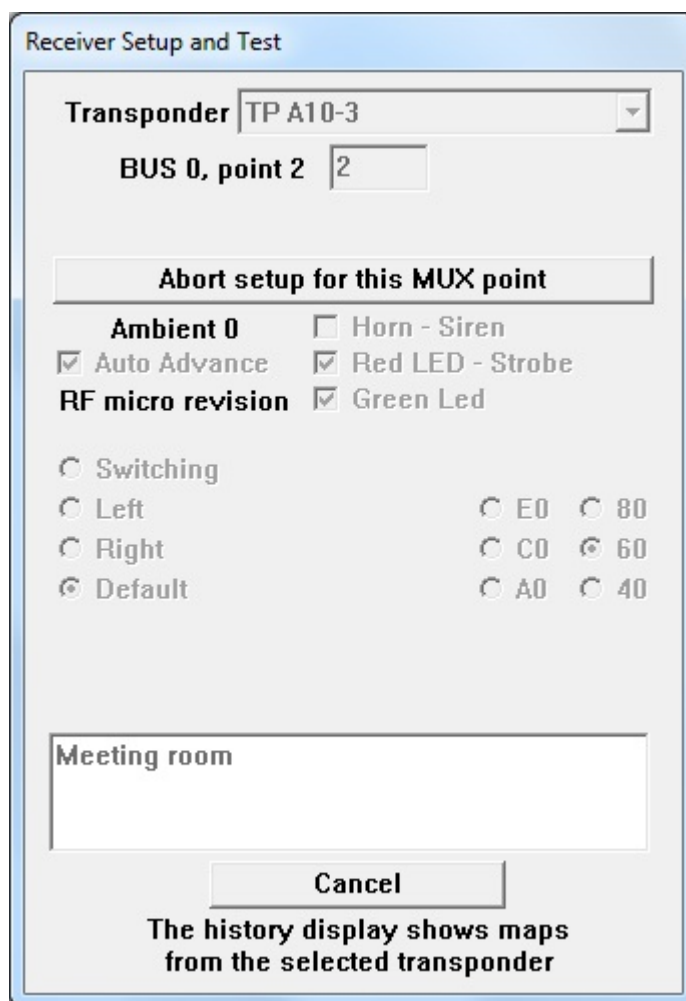 Receiver Setup and Test
Transponder TP A10-3
BUS 0, point 2 2
Abort setup for this MUX point
Ambient 0 Horn - Siren
Auto Advance Red LED - Strobe
RF micro revision Green Led
Switching
Left E0 80
Right C0 60
Default A0 40
Meeting room
Cancel
The history display shows maps
from the selected transponder